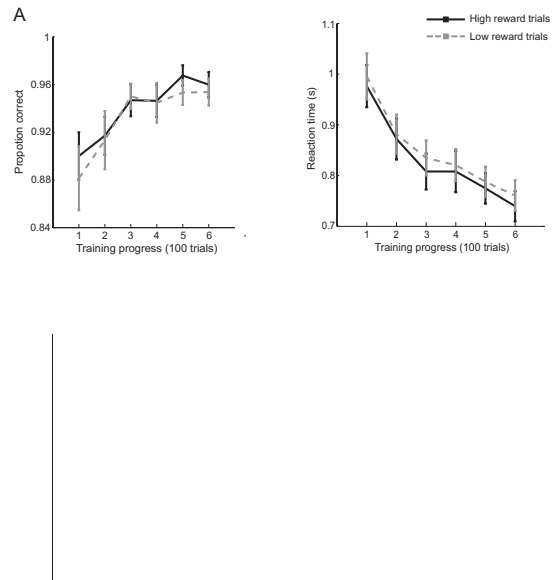 A
High reward trials
Low reward trials
1
0.96
0.92
0.88
0.84
Propotion correct
1 2 3 4 5 6
Training progress (100 trials)
1.1
1
0.9
0.8
0.7
Reaction time (s)
1 2 3 4 5 6
Training progress (100 trials)